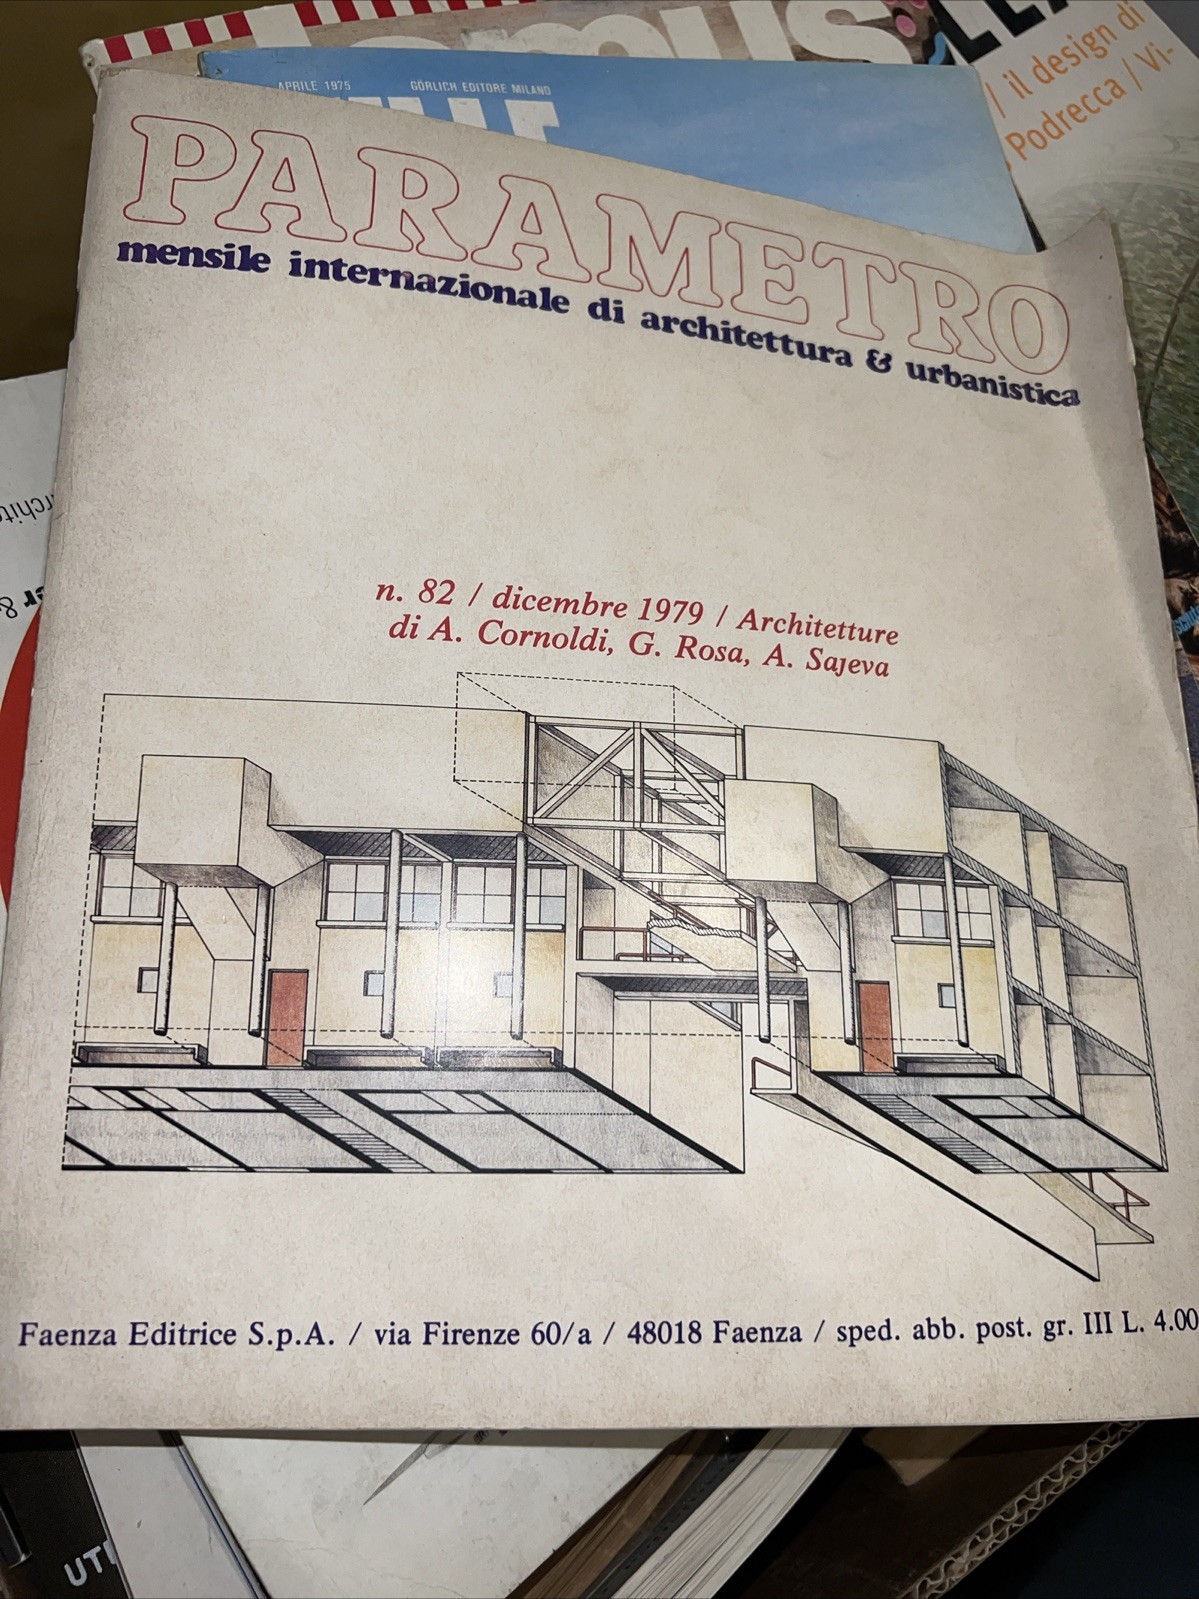 APRILE 1975 GÖRLICH EDITORE MILANO
/ il design di
Podrecca / Vi-
PARAMETRO
mensile internazionale di architettura & urbanistica
n. 82 / dicembre 1979 / Architetture
di A. Cornoldi, G. Rosa, A. Sajeva
Faenza Editrice S.p.A. / via Firenze 60/a / 48018 Faenza / sped. abb. post. gr. III L. 4.00